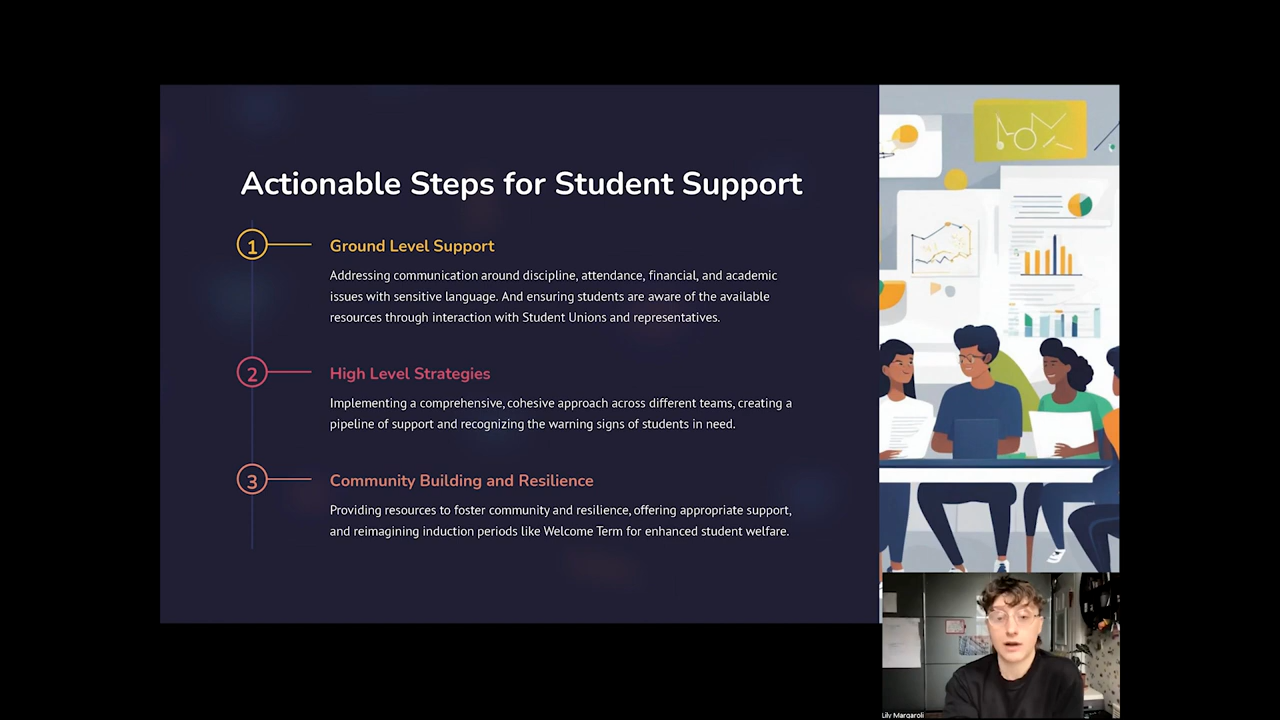 Actionable Steps for Student Support
1
Ground Level Support
Addressing communication around discipline, attendance, financial, and academic
issues with sensitive language. And ensuring students are aware of the available
resources through interaction with Student Unions and representatives.
2
High Level Strategies
Implementing a comprehensive, cohesive approach across different teams, creating a
pipeline of support and recognizing the warning signs of students in need.
3
Community Building and Resilience
Providing resources to foster community and resilience, offering appropriate support,
and reimagining induction periods like Welcome Term for enhanced student welfare.
Lily Margaroli